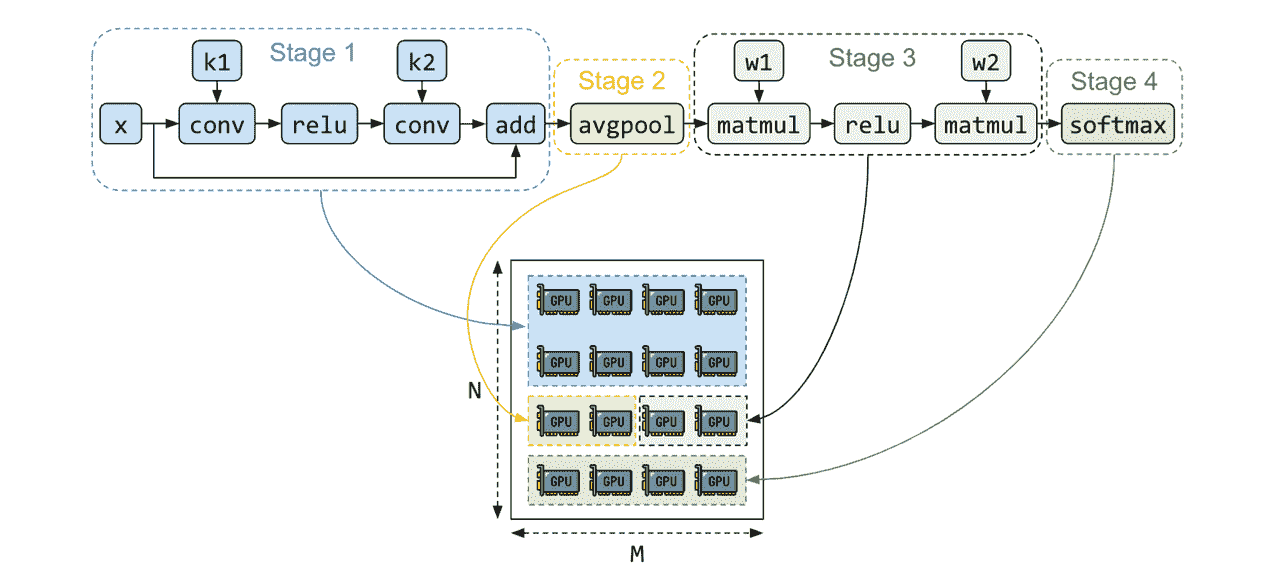 Stage 1
k1
k2
x
conv
relu
conv
add
Stage 2
avgpool
Stage 3
w1
w2
matmul
relu
matmul
Stage 4
softmax
GPU GPU GPU GPU
GPU GPU GPU GPU
N
GPU GPU GPU GPU
GPU GPU GPU GPU
M